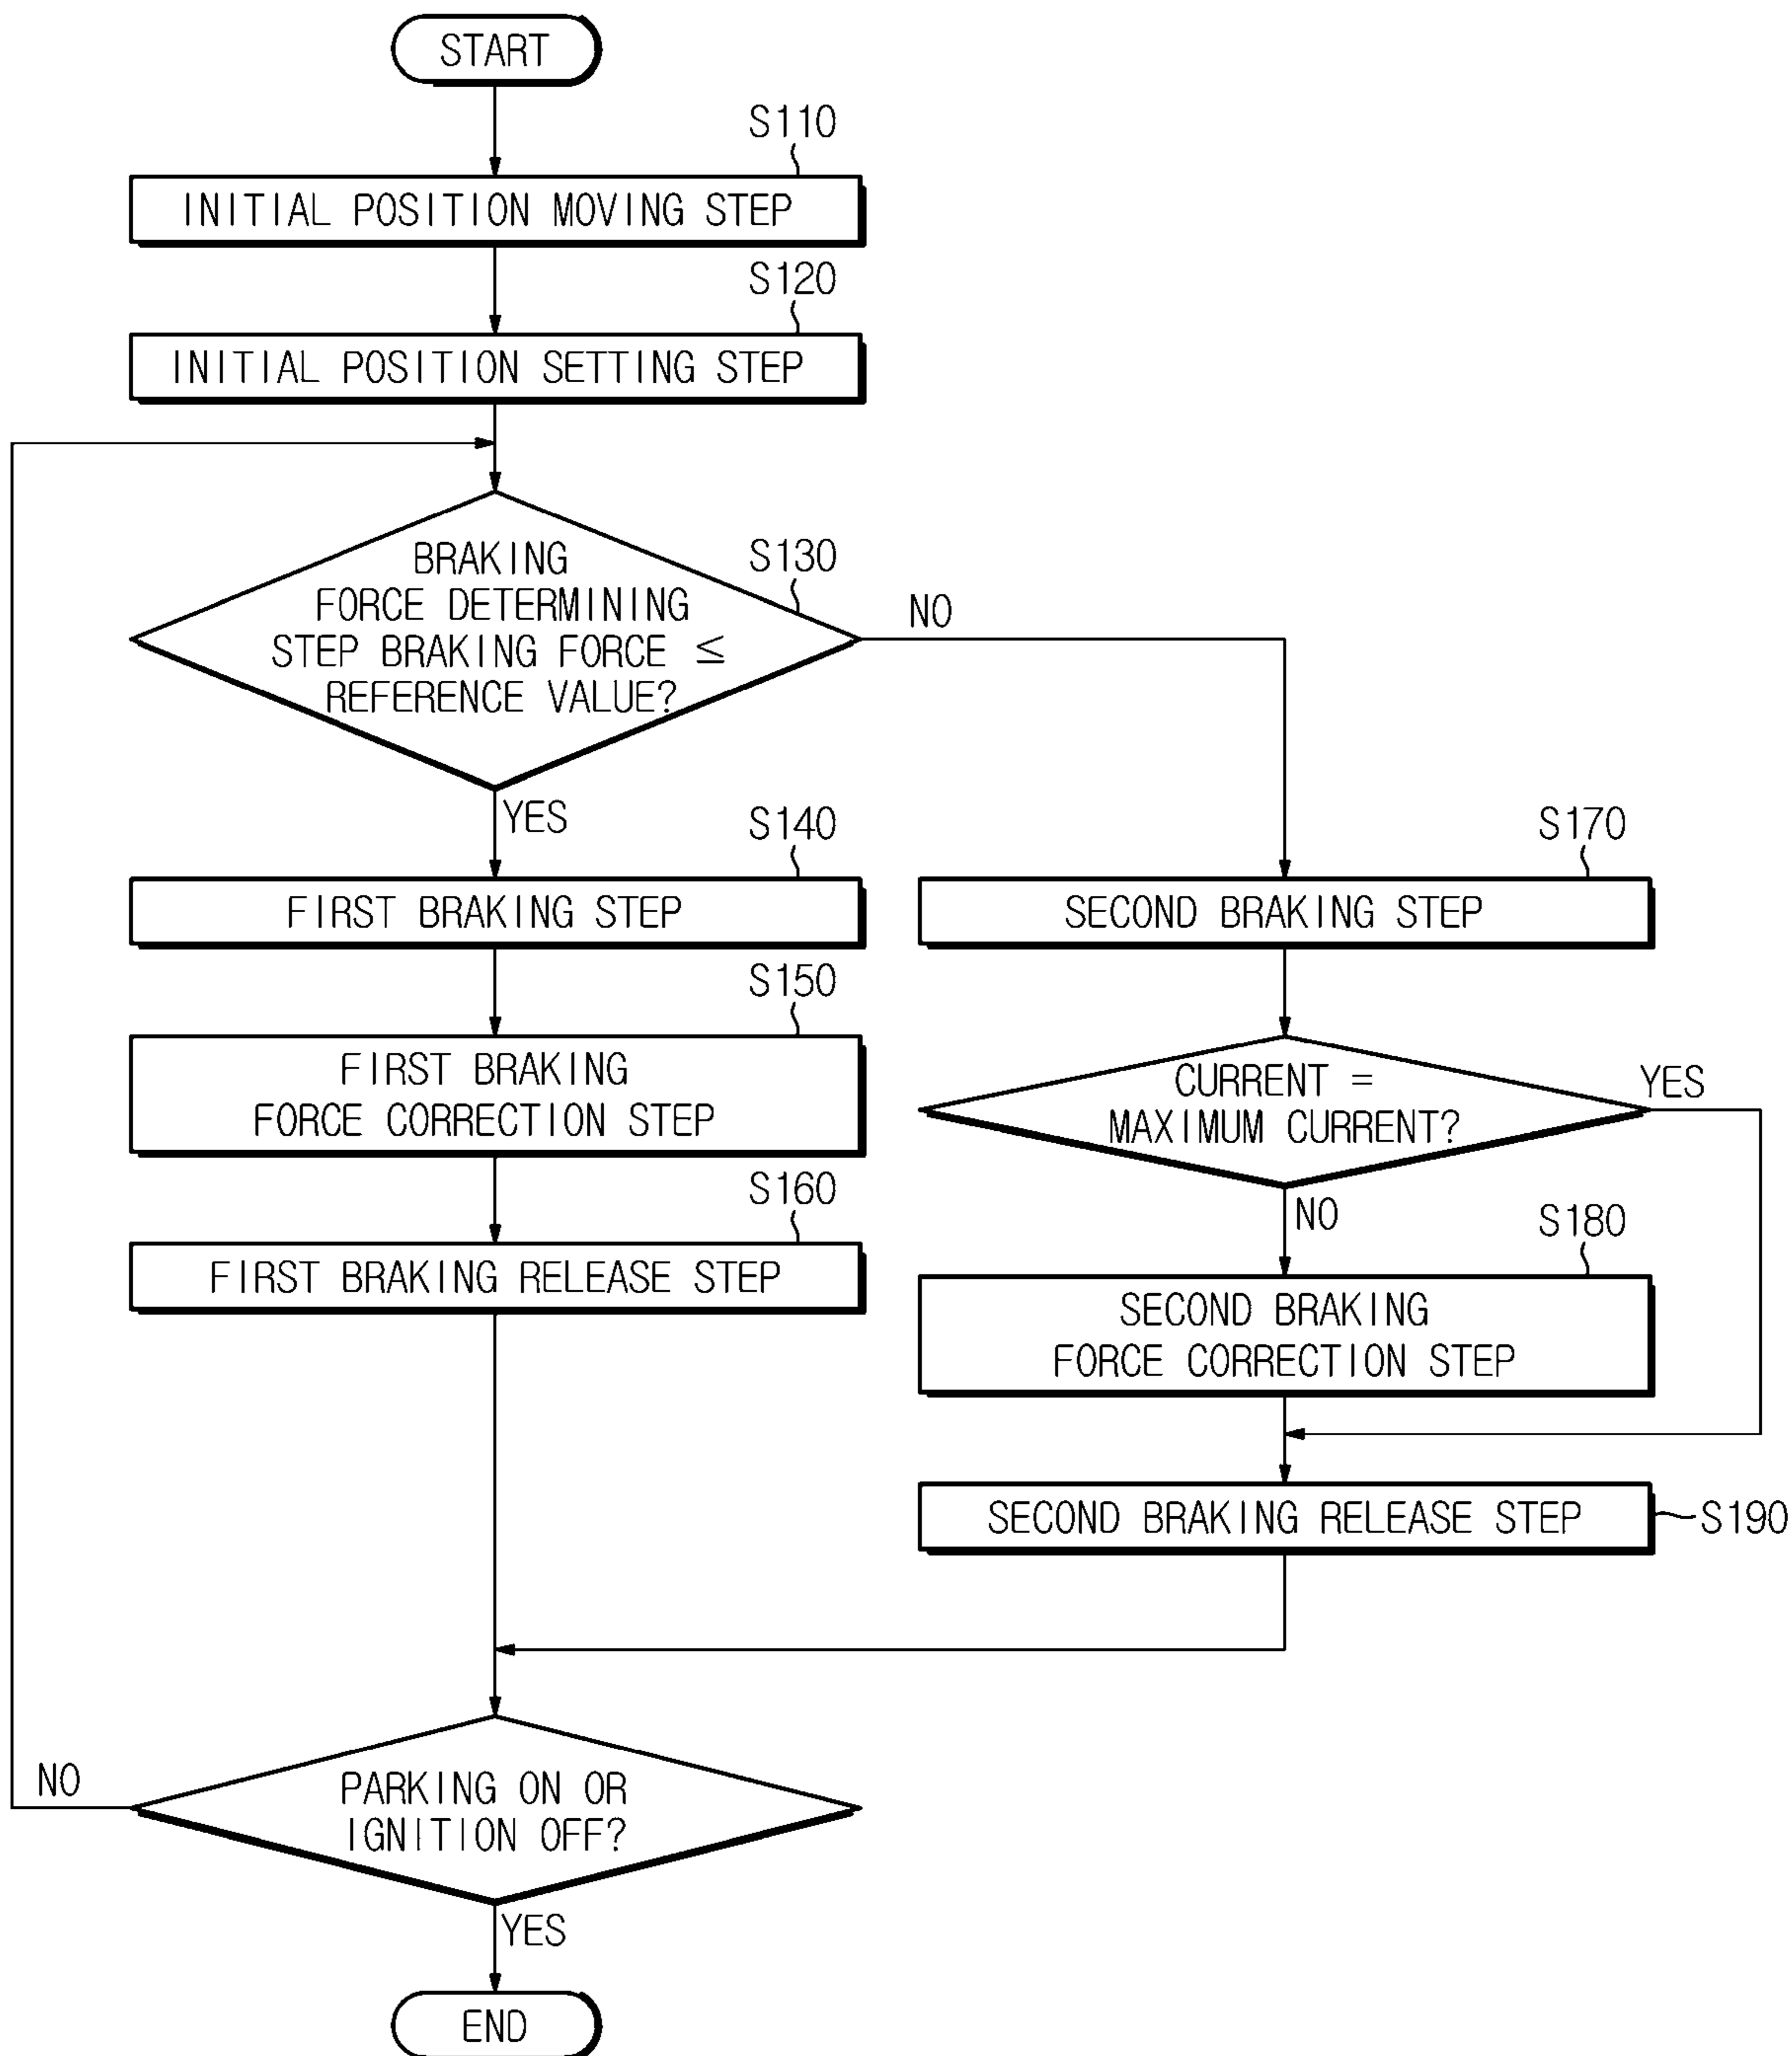 START
S110
INITIAL POSITION MOVING STEP
S120
INITIAL POSITION SETTING STEP
S130
BRAKING
FORCE DETERMINING
STEP BRAKING FORCE ≤
REFERENCE VALUE?
NO
YES
S140
FIRST BRAKING STEP
S150
FIRST BRAKING
FORCE CORRECTION STEP
S160
FIRST BRAKING RELEASE STEP
S170
SECOND BRAKING STEP
CURRENT =
MAXIMUM CURRENT?
YES
NO
S180
SECOND BRAKING
FORCE CORRECTION STEP
SECOND BRAKING RELEASE STEP
S190
PARKING ON OR
IGNITION OFF?
NO
YES
END